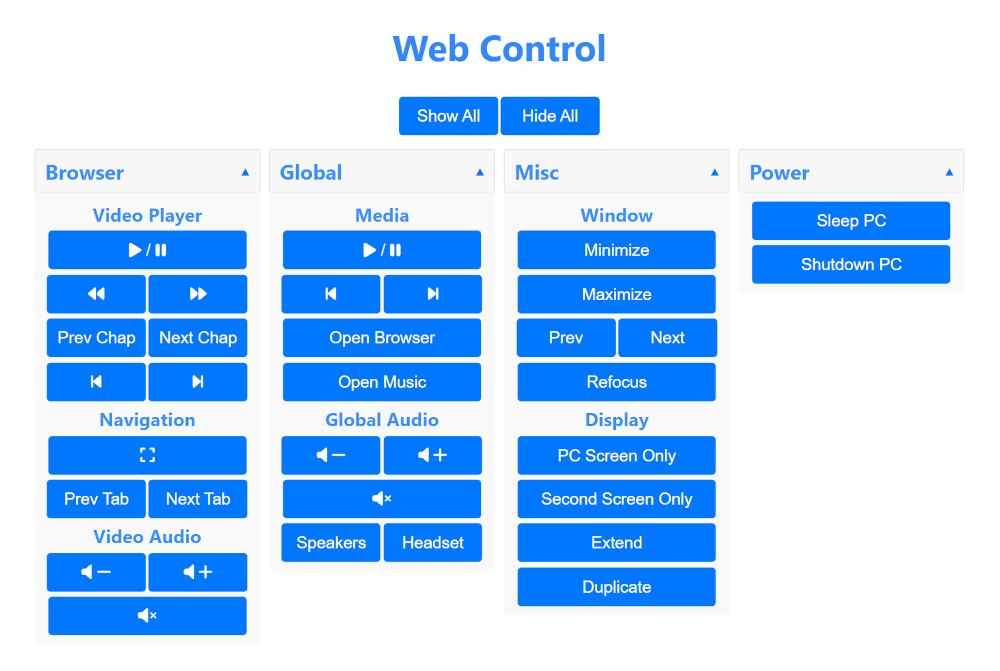 Web Control
Show All Hide All
Browser
Video Player
Prev Chap Next Chap
Navigation
Prev Tab Next Tab
Video Audio
Global
Media
Open Browser
Open Music
Global Audio
Speakers Headset
Misc
Window
Minimize
Maximize
Prev Next
Refocus
Display
PC Screen Only
Second Screen Only
Extend
Duplicate
Power
Sleep PC
Shutdown PC